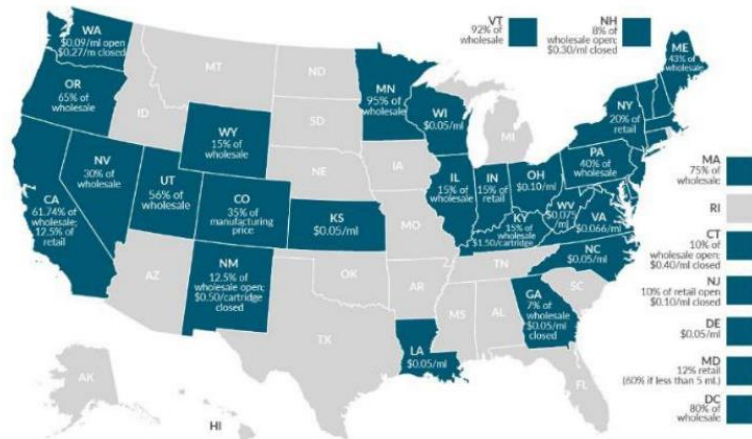 VT
92% of
wholesale
NH
8% of
wholesale open;
$0.30/ml closed
ME
43% of
wholesale
WA
$0.09/ml open
$0.27/m closed
MT
ND
MN
95% of
wholesale
OR
65% of
wholesale
ID
SD
WI
$0.05/ml
MI
NY
20% of
retail
WY
15% of
wholesale
IA
PA
40% of
wholesale
NV
30% of
wholesale
NE
IL
15% of
wholesale
IN
15% of
retail
OH
$0.10/ml
UT
56% of
wholesale
CO
35% of
manufacturing
price
KS
$0.05/ml
MO
KY
15% of
wholesale
$1.50/cartridge
WV
$0.075
/ml
VA
$0.066/ml
CA
61.74% of
wholesale;
12.5% of
retail
NC
$0.05/ml
TN
AZ
NM
12.5% of
wholesale open;
$0.50/cartridge
closed
OK
AR
SC
MS
AL
GA
7% of
wholesale
$0.05/ml
closed
TX
LA
$0.05/ml
FL
AK
HI
MA
75% of
wholesale
RI
CT
10% of
wholesale open;
$0.40/ml closed
NJ
10% of retail open
$0.10/ml closed
DE
$0.05/ml
MD
12% retail
(60% if less than 5 ml.)
DC
80% of
wholesale